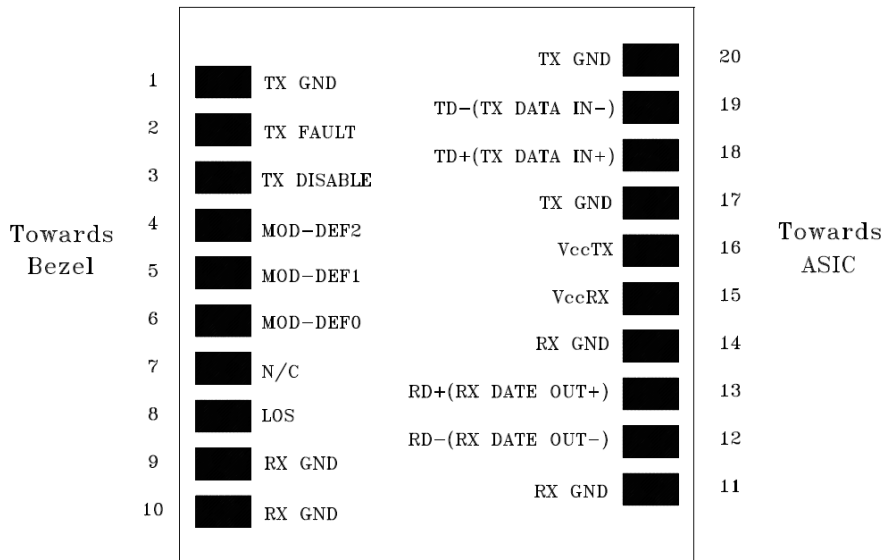 Towards
Bezel
1 TX GND
2 TX FAULT
3 TX DISABLE
4 MOD-DEF2
5 MOD-DEF1
6 MOD-DEF0
7 N/C
8 LOS
9 RX GND
10 RX GND
TX GND 20
TD-(TX DATA IN-) 19
TD+(TX DATA IN+) 18
TX GND 17
VccTX 16
VccRX 15
RX GND 14
RD+(RX DATE OUT+) 13
RD-(RX DATE OUT-) 12
RX GND 11
Towards
ASIC